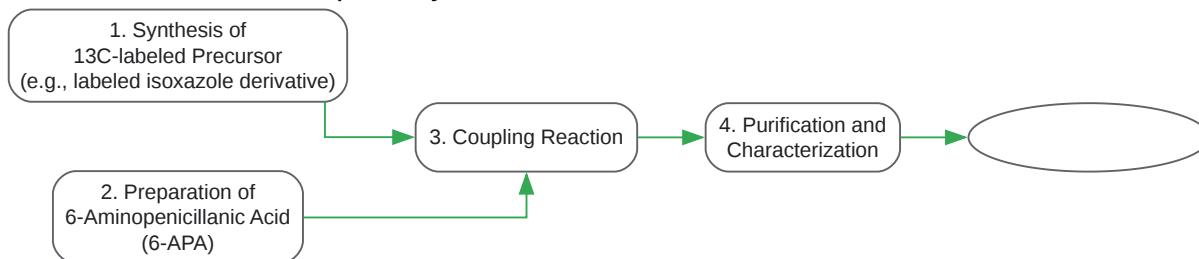 1. Synthesis of
13C-labeled Precursor
(e.g., labeled isoxazole derivative)
2. Preparation of
6-Aminopenicillanic Acid
(6-APA)
3. Coupling Reaction
4. Purification and
Characterization